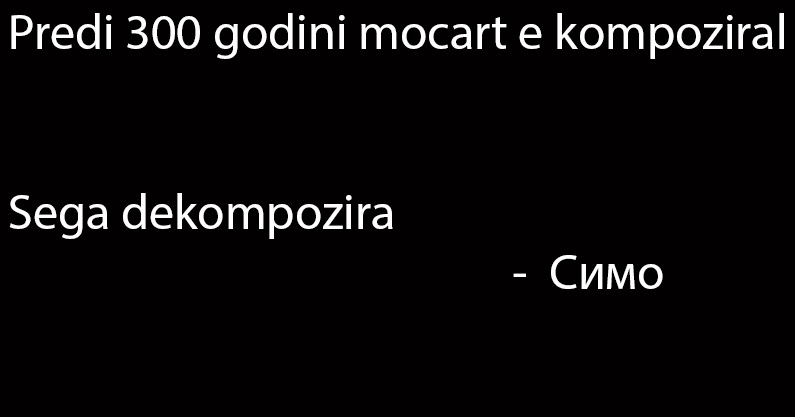 Predi 300 godini mocart e kompoziral
Sega dekompozira
- Симо